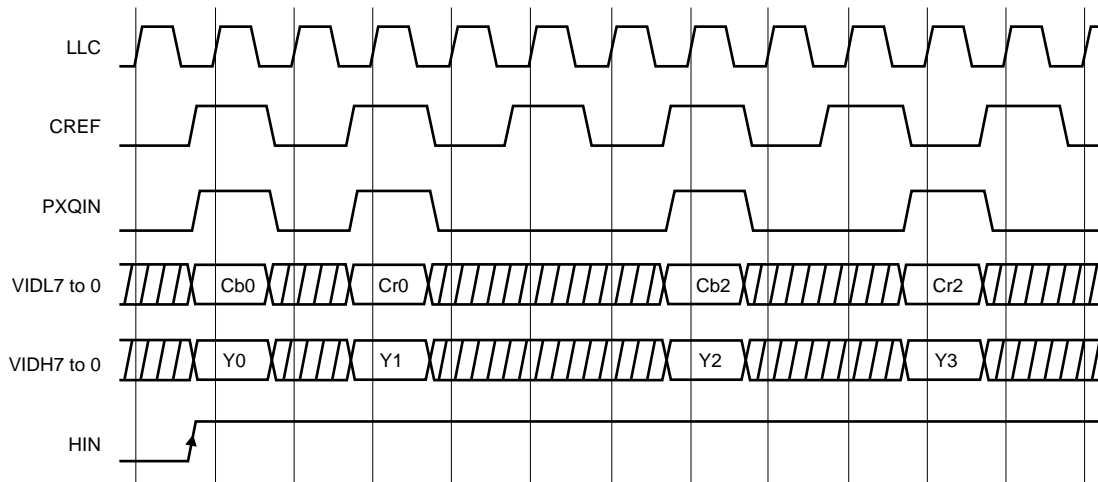 LLC
CREF
PXQIN
VIDL7 to 0 Cb0 Cr0 Cb2 Cr2
VIDH7 to 0 Y0 Y1 Y2 Y3
HIN